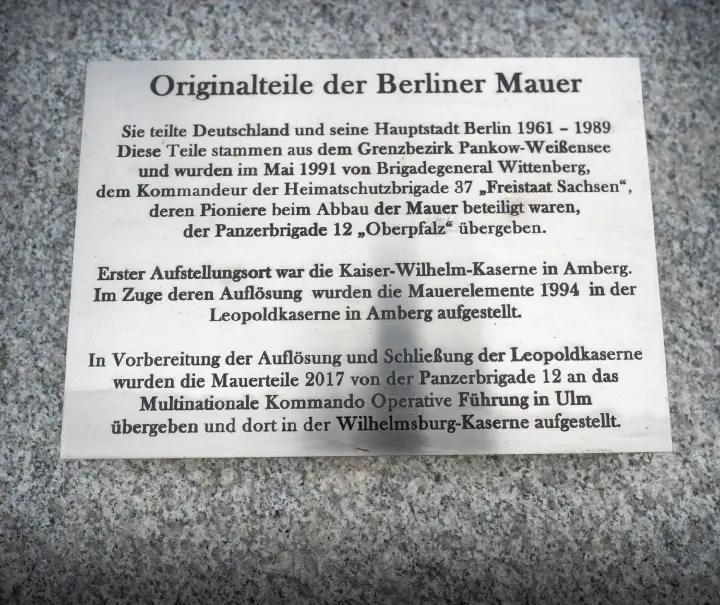 Originalteile der Berliner Mauer
Sie teilte Deutschland und seine Hauptstadt Berlin 1961 – 1989
Diese Teile stammen aus dem Grenzbezirk Pankow-Weißensee
und wurden im Mai 1991 von Brigadegeneral Wittenberg,
dem Kommandeur der Heimatschutzbrigade 37 „Freistaat Sachsen“,
deren Pioniere beim Abbau der Mauer beteiligt waren,
der Panzerbrigade 12 „Oberpfalz“ übergeben.
Erster Aufstellungsort war die Kaiser-Wilhelm-Kaserne in Amberg.
Im Zuge deren Auflösung wurden die Mauerelemente 1994 in der
Leopoldkaserne in Amberg aufgestellt.
In Vorbereitung der Auflösung und Schließung der Leopoldkaserne
wurden die Mauerteile 2017 von der Panzerbrigade 12 an das
Multinationale Kommando Operative Führung in Ulm
übergeben und dort in der Wilhelmsburg-Kaserne aufgestellt.